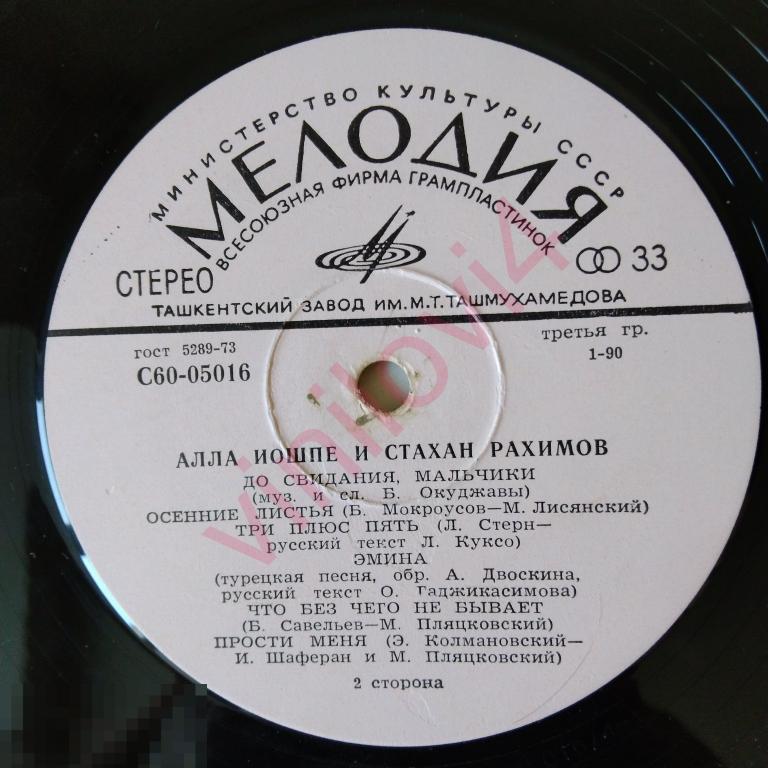 МИНИСТЕРСТВО КУЛЬТУРЫ СССР
МЕЛОДИЯ
ВСЕСОЮЗНАЯ ФИРМА ГРАМПЛАСТИНОК
СТЕРЕО
33
ТАШКЕНТСКИЙ ЗАВОД ИМ. М.Т. ТАШМУХАМЕДОВА
гост 5289-73
третья гр.
С60-05016
1-90
АЛЛА ИОШПЕ И СТАХАН РАХИМОВ
ДО СВИДАНИЯ, МАЛЬЧИКИ
(муз. и сл. Б. Окуджавы)
ОСЕННИЕ ЛИСТЬЯ (Б. Мокроусов—М. Лисянский)
ТРИ ПЛЮС ПЯТЬ (Л. Стерн—
русский текст Л. Куксо)
ЭМИНА
(турецкая песня, обр. А. Двоскина,
русский текст О. Гаджикасимова)
ЧТО БЕЗ ЧЕГО НЕ БЫВАЕТ
(Б. Савельев—М. Пляцковский)
ПРОСТИ МЕНЯ (Э. Колмановский—
И. Шаферан и М. Пляцковский)
2 сторона
vinilovi4